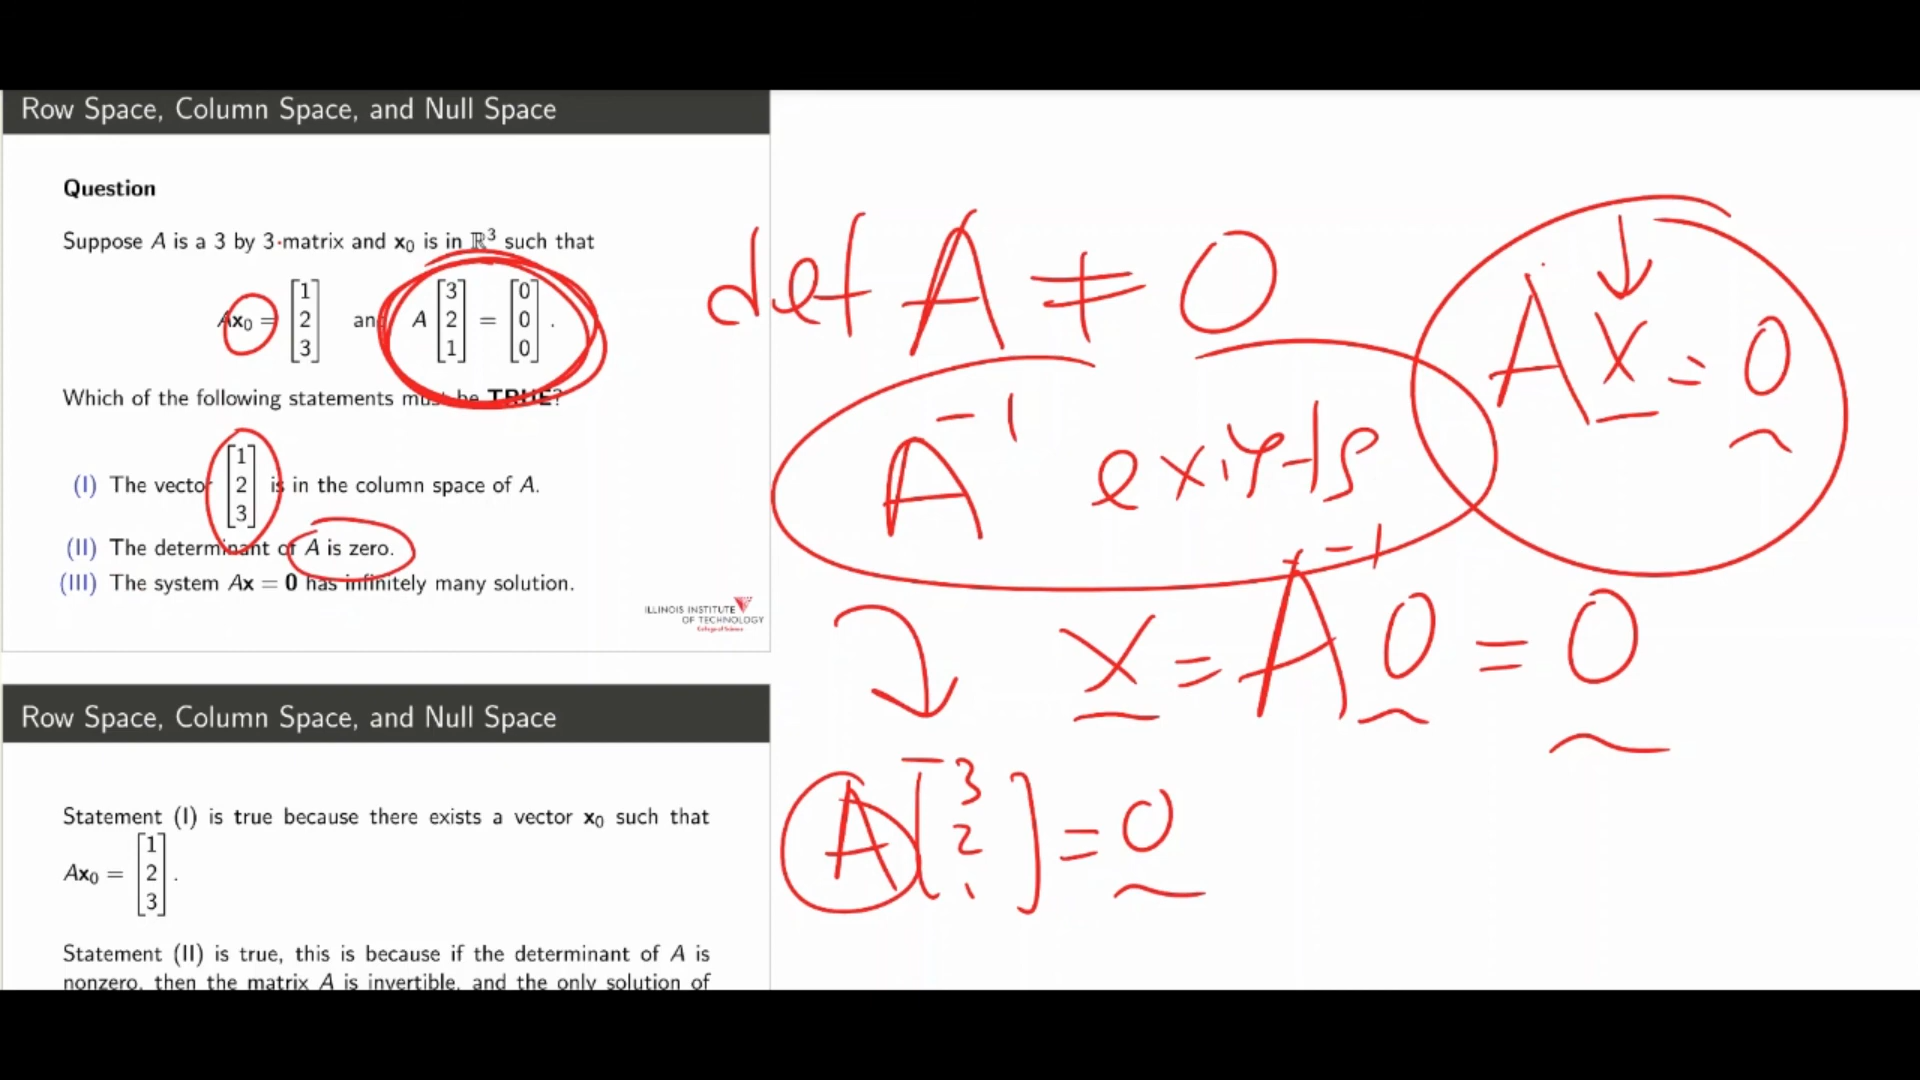 Row Space, Column Space, and Null Space
Question
Suppose A is a 3 by 3 matrix and x₀ is in ℝ³ such that
Ax₀ = [1 2 3] and A [3 2 1] = [0 0 0] .
Which of the following statements must be TRUE?
(I) The vector [1 2 3] is in the column space of A.
(II) The determinant of A is zero.
(III) The system Ax = 0 has infinitely many solution.
ILLINOIS INSTITUTE
OF TECHNOLOGY
College of Science
Row Space, Column Space, and Null Space
Statement (I) is true because there exists a vector x₀ such that
Ax₀ = [1 2 3] .
Statement (II) is true, this is because if the determinant of A is
nonzero, then the matrix A is invertible, and the only solution of
det A ≠ 0
A x = 0
A⁻¹ exists
x = A⁻¹ 0 = 0
A [3 2 1] = 0